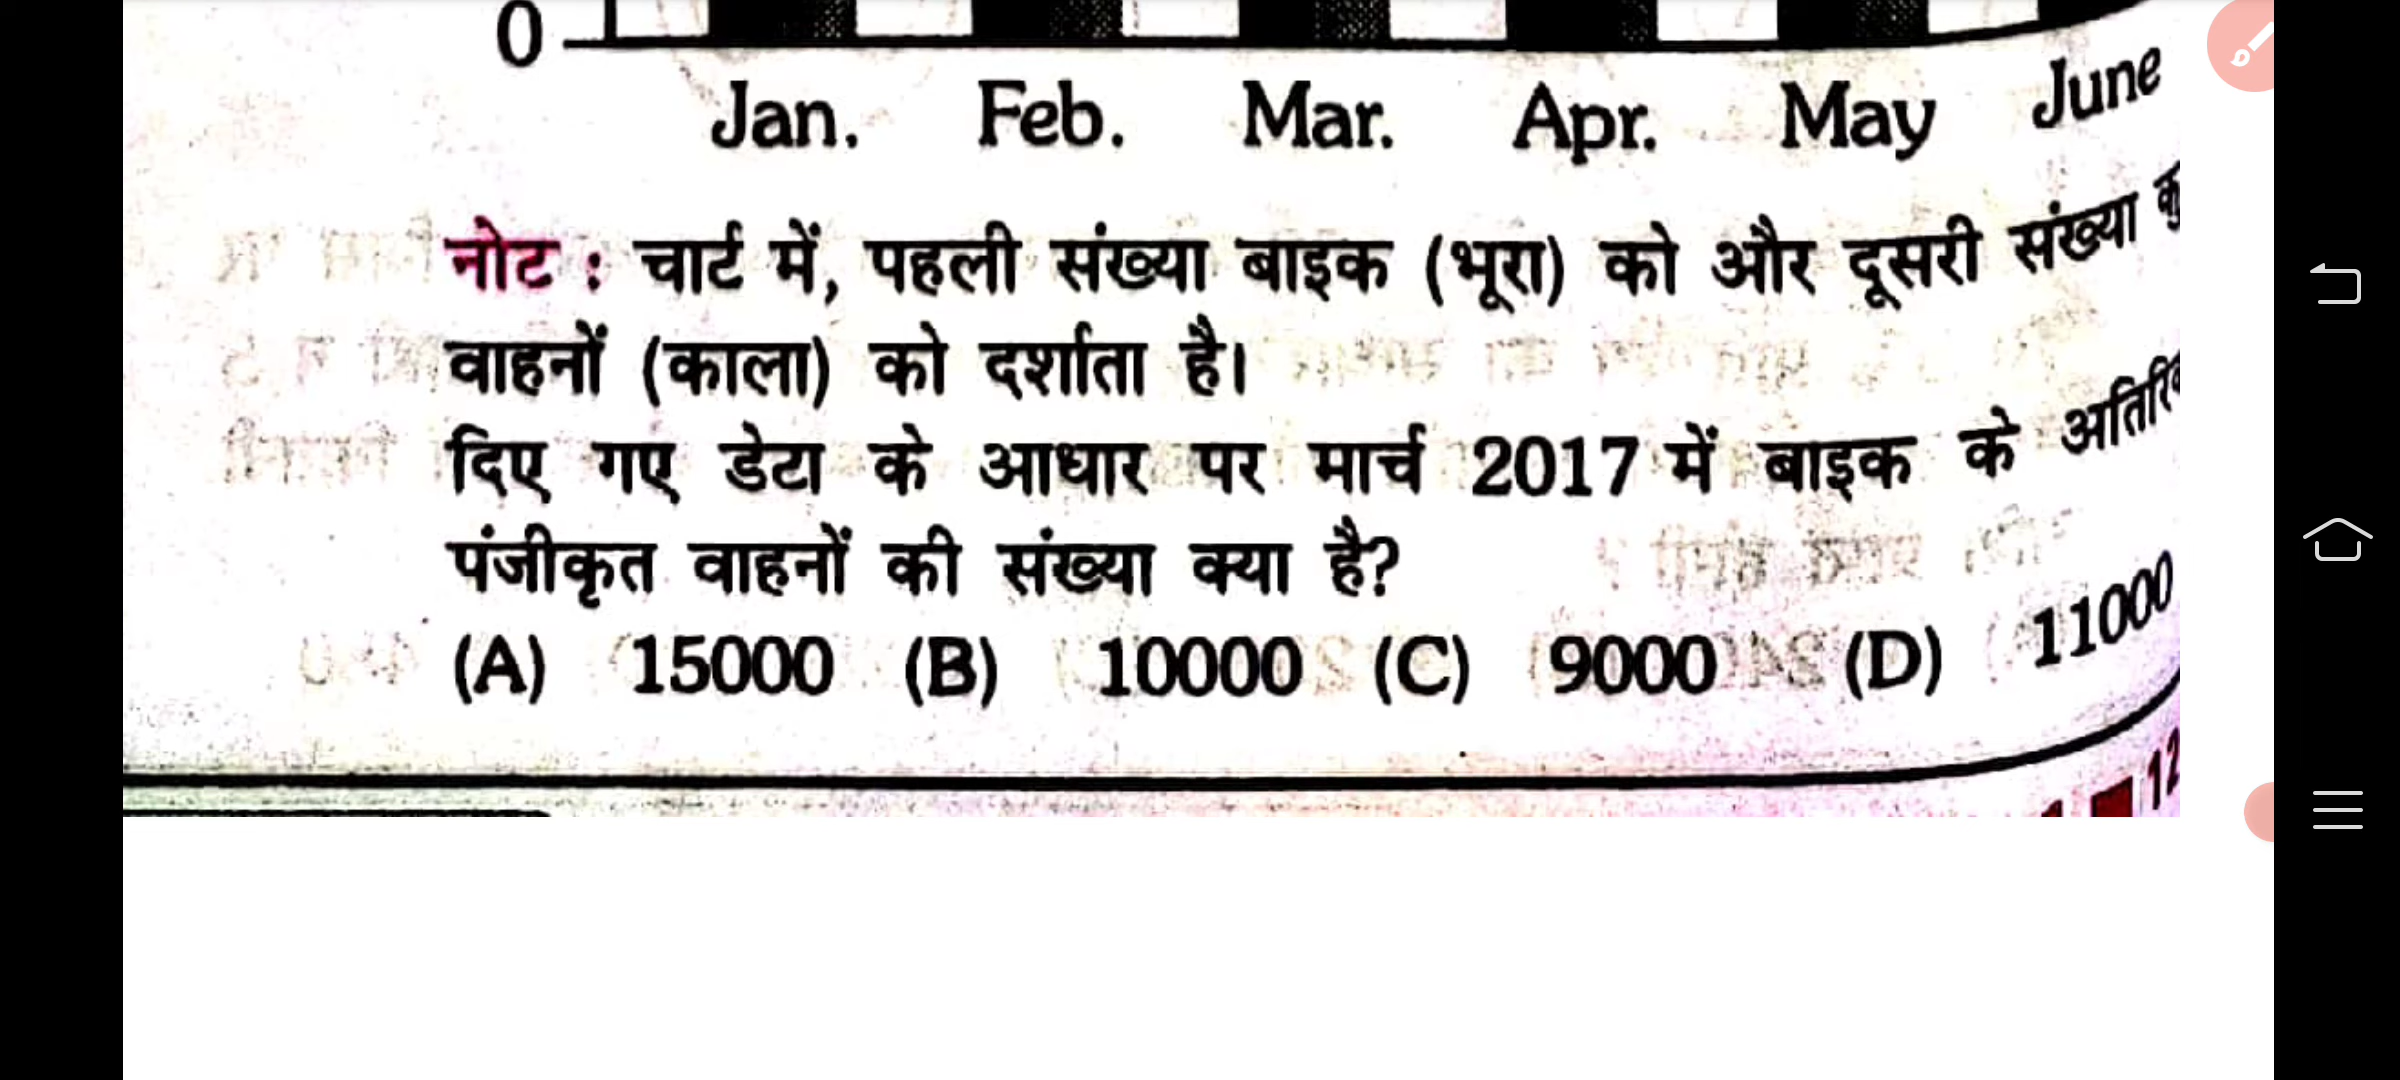 0
Jan. Feb. Mar. Apr. May June
नोट : चार्ट में, पहली संख्या बाइक (भूरा) को और दूसरी संख्या
वाहनों (काला) को दर्शाता है।
दिए गए डेटा के आधार पर मार्च 2017 में बाइक के
पंजीकृत वाहनों की संख्या क्या है?
(A) 15000 (B) 10000 (C) 9000 (D) 11000
12